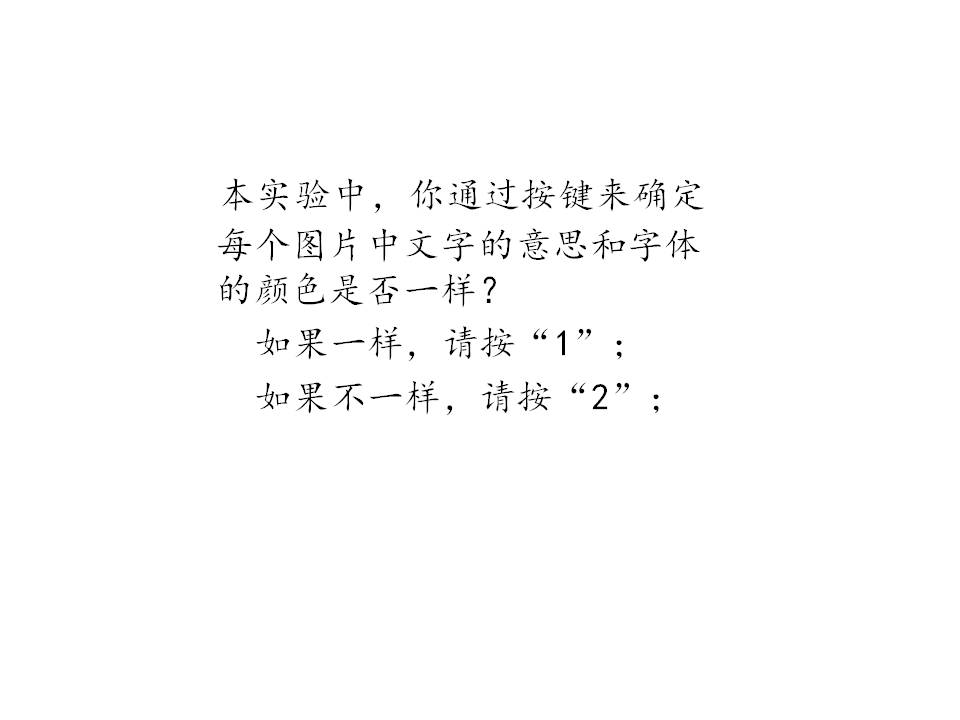 本实验中，你通过按键来确定
每个图片中文字的意思和字体
的颜色是否一样？
如果一样，请按“1”；
如果不一样，请按“2”；